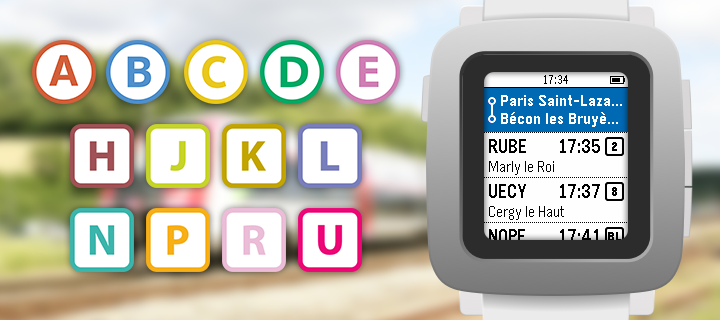 A B C D E
H J K L
N P R U
17:34
Paris Saint-Laza...
Bécon les Bruyè...
RUBE 17:35 2
Marly le Roi
UECY 17:37 8
Cergy le Haut
NOPE 17:41 BL